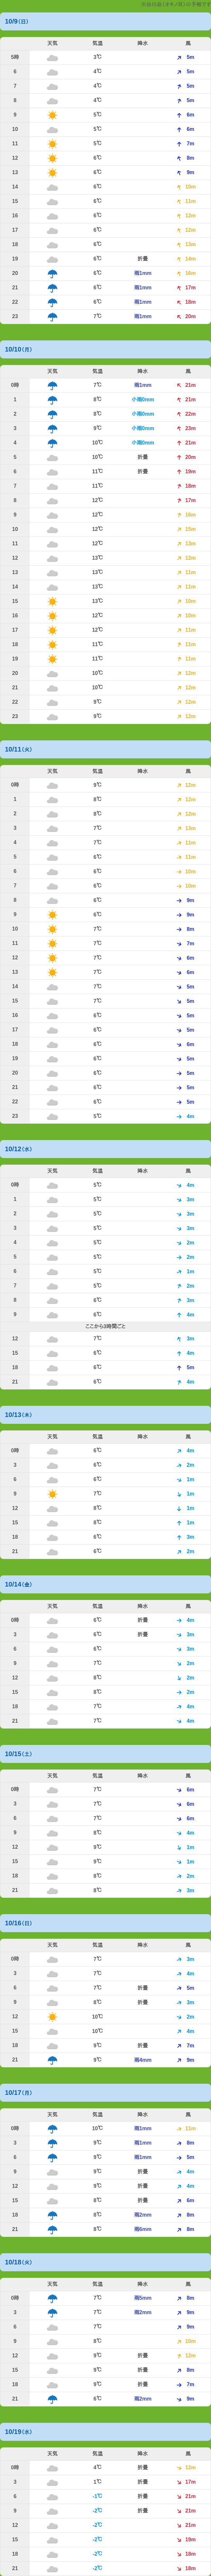 (オキノ耳)の予報です
10/9(日)
天気 気温 降水 風
5時 3℃ 5m
6 4℃ 5m
7 4℃ 5m
8 4℃ 5m
9 5℃ 6m
10 5℃ 6m
11 5℃ 7m
12 6℃ 8m
13 6℃ 9m
14 6℃ 10m
15 6℃ 11m
16 6℃ 12m
17 6℃ 12m
18 6℃ 13m
19 6℃ 折畳 14m
20 6℃ 雨1mm 16m
21 6℃ 雨1mm 17m
22 6℃ 雨1mm 18m
23 7℃ 雨1mm 20m
10/10(月)
天気 気温 降水 風
0時 7℃ 雨1mm 21m
1 8℃ 小雨0mm 21m
2 8℃ 小雨0mm 22m
3 9℃ 小雨0mm 23m
4 10℃ 小雨0mm 21m
5 10℃ 折畳 20m
6 11℃ 折畳 19m
7 11℃ 18m
8 12℃ 17m
9 12℃ 16m
10 12℃ 15m
11 12℃ 13m
12 13℃ 12m
13 13℃ 11m
14 13℃ 11m
15 13℃ 10m
16 12℃ 10m
17 12℃ 11m
18 11℃ 11m
19 11℃ 11m
20 10℃ 12m
21 10℃ 12m
22 9℃ 12m
23 9℃ 12m
10/11(火)
天気 気温 降水 風
0時 9℃ 12m
1 8℃ 12m
2 8℃ 12m
3 7℃ 13m
4 7℃ 11m
5 6℃ 11m
6 6℃ 10m
7 6℃ 10m
8 6℃ 9m
9 6℃ 9m
10 7℃ 8m
11 7℃ 7m
12 7℃ 6m
13 7℃ 6m
14 7℃ 5m
15 7℃ 5m
16 6℃ 5m
17 6℃ 5m
18 6℃ 6m
19 6℃ 5m
20 6℃ 5m
21 6℃ 5m
22 6℃ 5m
23 5℃ 4m
10/12(水)
天気 気温 降水 風
0時 5℃ 4m
1 5℃ 3m
2 5℃ 3m
3 5℃ 3m
4 5℃ 2m
5 5℃ 2m
6 5℃ 1m
7 5℃ 2m
8 6℃ 3m
9 6℃ 4m
ここから3時間ごと
12 7℃ 3m
15 6℃ 4m
18 6℃ 5m
21 6℃ 4m
10/13(木)
天気 気温 降水 風
0時 6℃ 4m
3 6℃ 2m
6 6℃ 1m
9 7℃ 1m
12 8℃ 1m
15 8℃ 1m
18 6℃ 3m
21 6℃ 2m
10/14(金)
天気 気温 降水 風
0時 6℃ 折畳 4m
3 6℃ 折畳 3m
6 6℃ 3m
9 7℃ 2m
12 8℃ 2m
15 8℃ 2m
18 7℃ 4m
21 7℃ 4m
10/15(土)
天気 気温 降水 風
0時 7℃ 6m
3 7℃ 6m
6 7℃ 6m
9 8℃ 4m
12 9℃ 1m
15 9℃ 1m
18 8℃ 2m
21 8℃ 3m
10/16(日)
天気 気温 降水 風
0時 7℃ 3m
3 7℃ 4m
6 7℃ 折畳 5m
9 8℃ 折畳 3m
12 10℃ 2m
15 10℃ 4m
18 9℃ 折畳 7m
21 9℃ 雨4mm 9m
10/17(月)
天気 気温 降水 風
0時 10℃ 雨1mm 11m
3 9℃ 雨1mm 8m
6 9℃ 雨1mm 5m
9 9℃ 折畳 4m
12 9℃ 折畳 4m
15 8℃ 折畳 6m
18 8℃ 雨2mm 8m
21 8℃ 雨6mm 8m
10/18(火)
天気 気温 降水 風
0時 7℃ 雨5mm 8m
3 7℃ 雨2mm 9m
6 7℃ 9m
9 8℃ 10m
12 9℃ 折畳 12m
15 9℃ 折畳 8m
18 9℃ 折畳 7m
21 6℃ 雨2mm 9m
10/19(水)
天気 気温 降水 風
0時 4℃ 折畳 12m
3 1℃ 折畳 17m
6 -1℃ 折畳 21m
9 -2℃ 折畳 21m
12 -2℃ 21m
15 -2℃ 19m
18 -2℃ 18m
21 -2℃ 18m